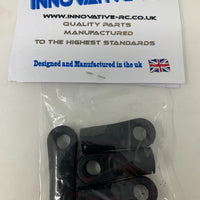 INNOVATIVE-RC
WWW.INNOVATIVE-RC.CO.UK
QUALITY PARTS
MANUFACTURED
TO THE HIGHEST STANDARDS
Designed and Manufactured in the uk